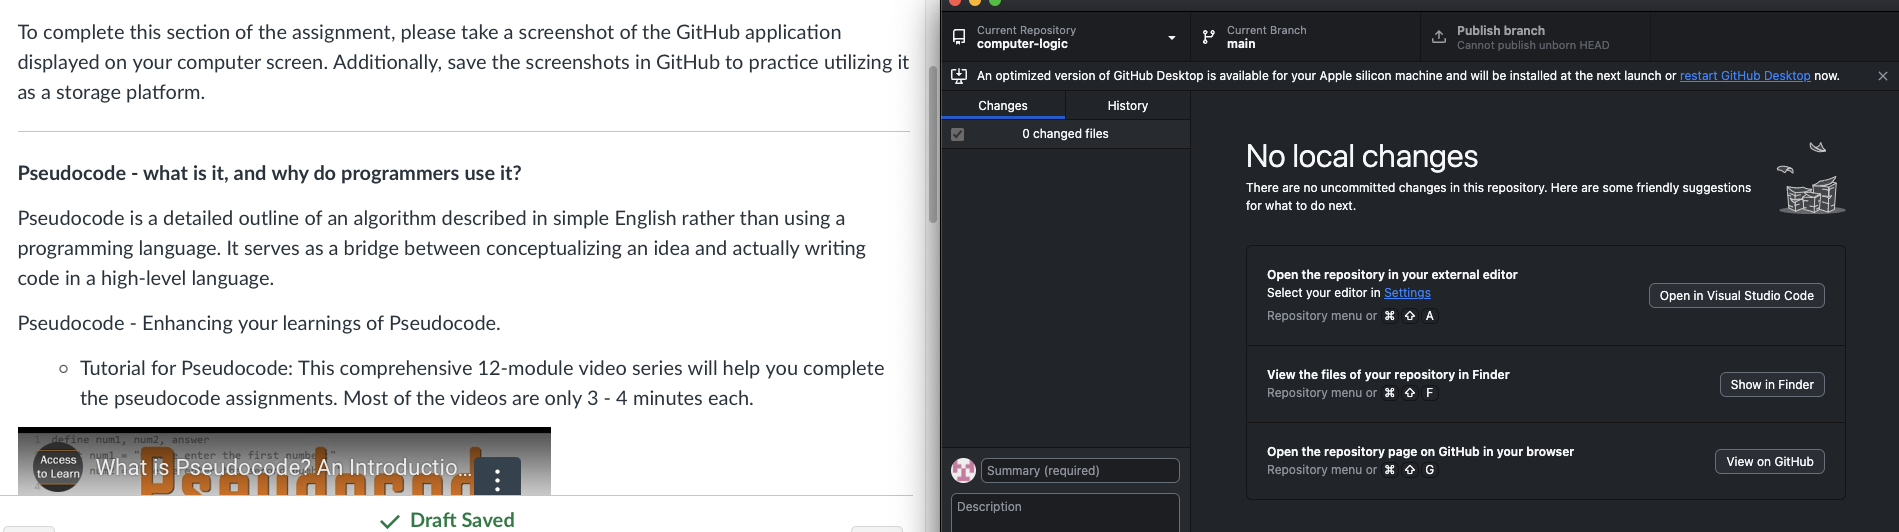 To complete this section of the assignment, please take a screenshot of the GitHub application
displayed on your computer screen. Additionally, save the screenshots in GitHub to practice utilizing it
as a storage platform.
Pseudocode - what is it, and why do programmers use it?
Pseudocode is a detailed outline of an algorithm described in simple English rather than using a
programming language. It serves as a bridge between conceptualizing an idea and actually writing
code in a high-level language.
Pseudocode - Enhancing your learnings of Pseudocode.
Tutorial for Pseudocode: This comprehensive 12-module video series will help you complete
the pseudocode assignments. Most of the videos are only 3 - 4 minutes each.
1 define num1, num2, answer
enter the first
Access
to Learn
What is Pseudocode? An Introductio...
Draft Saved
Current Repository
computer-logic
Current Branch
main
Publish branch
Cannot publish unborn HEAD
An optimized version of GitHub Desktop is available for your Apple silicon machine and will be installed at the next launch or restart GitHub Desktop now.
Changes
History
0 changed files
No local changes
There are no uncommitted changes in this repository. Here are some friendly suggestions
for what to do next.
Open the repository in your external editor
Select your editor in Settings
Repository menu or ⌘ ⇧ A
Open in Visual Studio Code
View the files of your repository in Finder
Repository menu or ⌘ ⇧ F
Show in Finder
Open the repository page on GitHub in your browser
Repository menu or ⌘ ⇧ G
View on GitHub
Summary (required)
Description